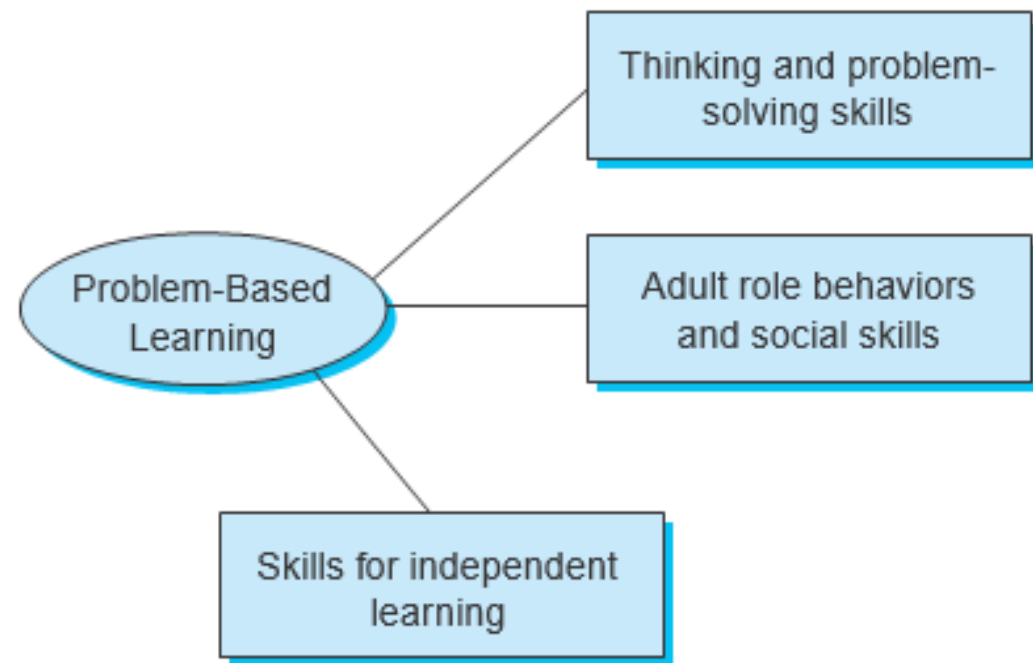 Thinking and problem-
solving skills
Problem-Based
Learning
Adult role behaviors
and social skills
Skills for independent
learning